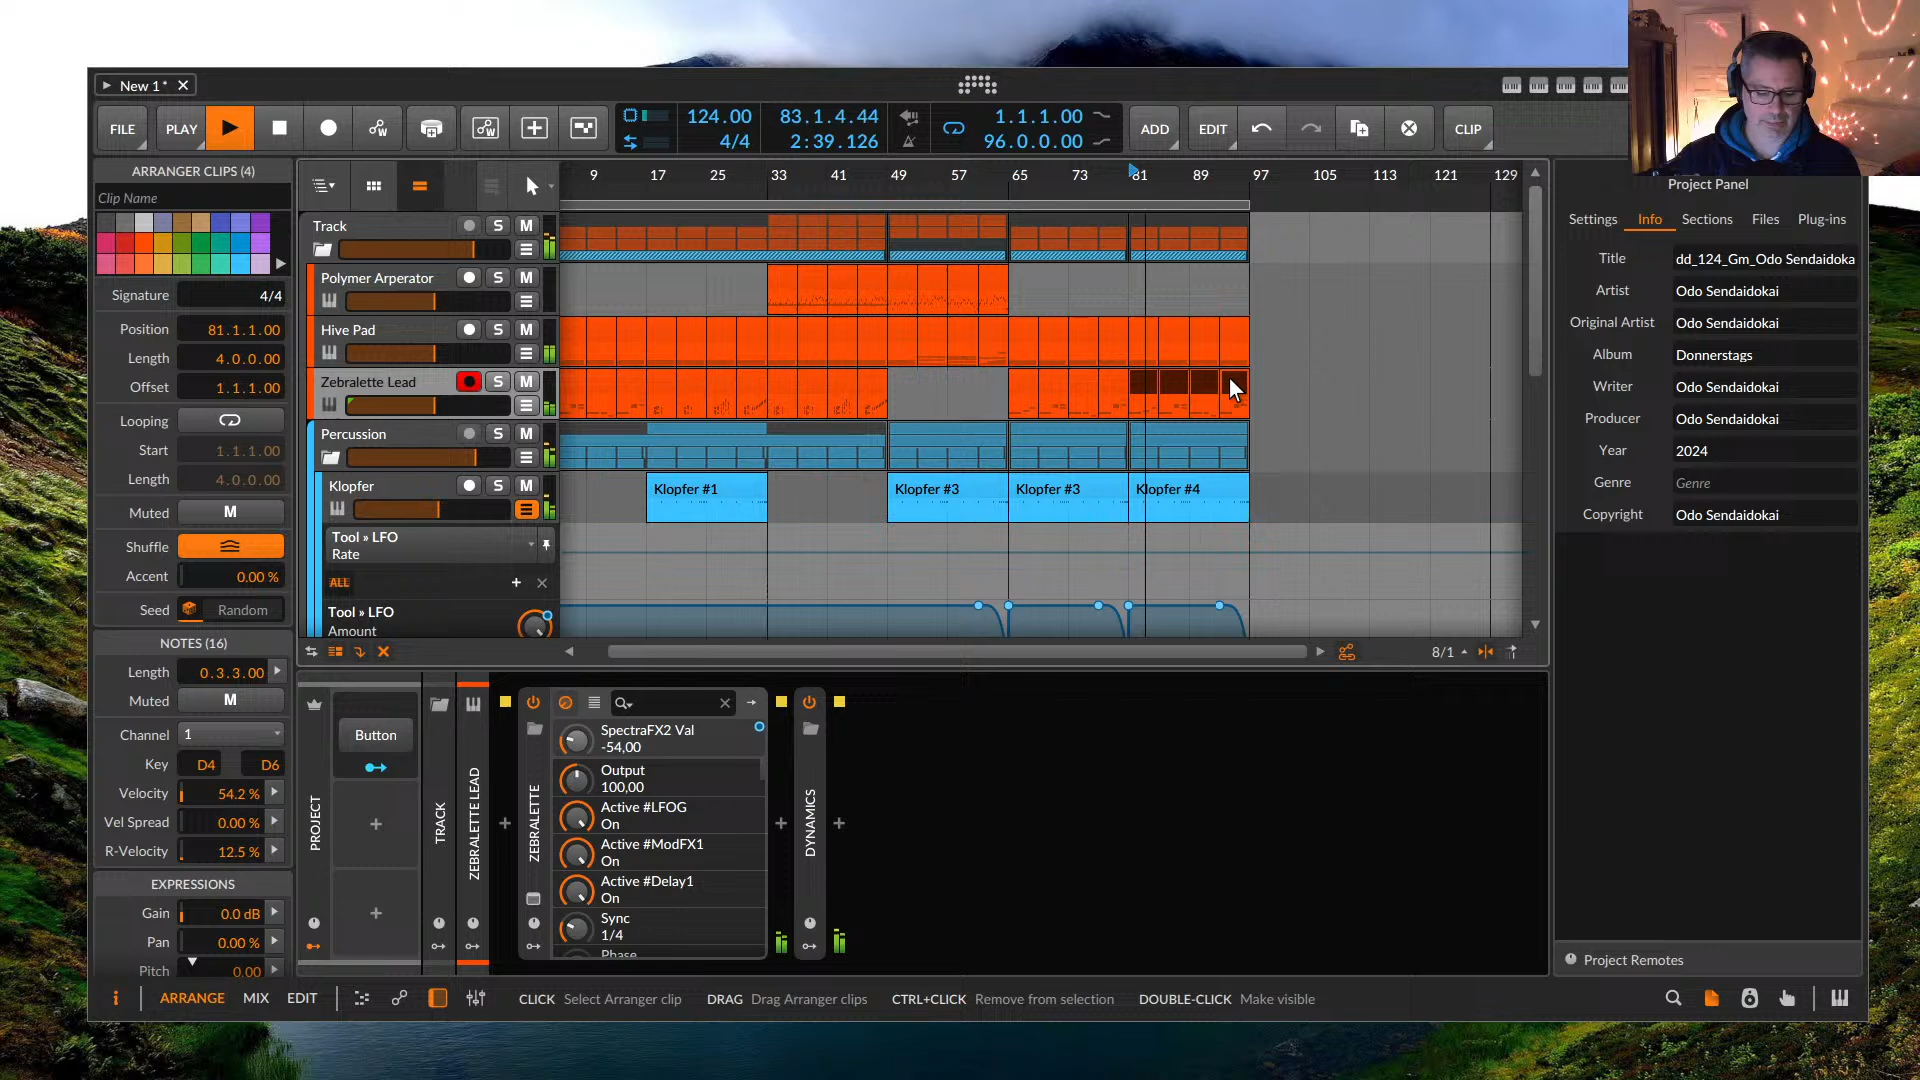 New 1*
FILE
PLAY
124.00
4/4
83.1.4.44
2:39.126
1.1.1.00
96.0.0.00
ADD
EDIT
CLIP
ARRANGER CLIPS (4)
Clip Name
Signature 4/4
Position 81.1.1.00
Length 4.0.0.00
Offset 1.1.1.00
Looping
Start 1.1.1.00
Length 4.0.0.00
Muted M
Shuffle
Accent 0.00 %
Seed Random
NOTES (16)
Length 0.3.3.00
Muted M
Channel 1
Key D4 D6
Velocity 54.2 %
Vel Spread 0.00 %
R-Velocity 12.5 %
EXPRESSIONS
Gain 0.0 dB
Pan 0.00 %
Pitch 0.00
9 17 25 33 41 49 57 65 73 81 89 97 105 113 121 129
Track S M
Polymer Arperator S M
Hive Pad S M
Zebralette Lead S M
Percussion S M
Klopfer S M
Klopfer #1
Klopfer #3
Klopfer #3
Klopfer #4
Tool » LFO
Rate
ALL
Tool » LFO
Amount
8/1
PROJECT
Button
TRACK
ZEBRALETTE LEAD
ZEBRALETTE
SpectraFX2 Val
-54,00
Output
100,00
Active #LFOG
On
Active #ModFX1
On
Active #Delay1
On
Sync
1/4
Phase
DYNAMICS
Project Panel
Settings Info Sections Files Plug-ins
Title dd_124_Gm_Odo Sendaidoka
Artist Odo Sendaidokai
Original Artist Odo Sendaidokai
Album Donnerstags
Writer Odo Sendaidokai
Producer Odo Sendaidokai
Year 2024
Genre Genre
Copyright Odo Sendaidokai
Project Remotes
i ARRANGE MIX EDIT
CLICK Select Arranger clip DRAG Drag Arranger clips CTRL+CLICK Remove from selection DOUBLE-CLICK Make visible